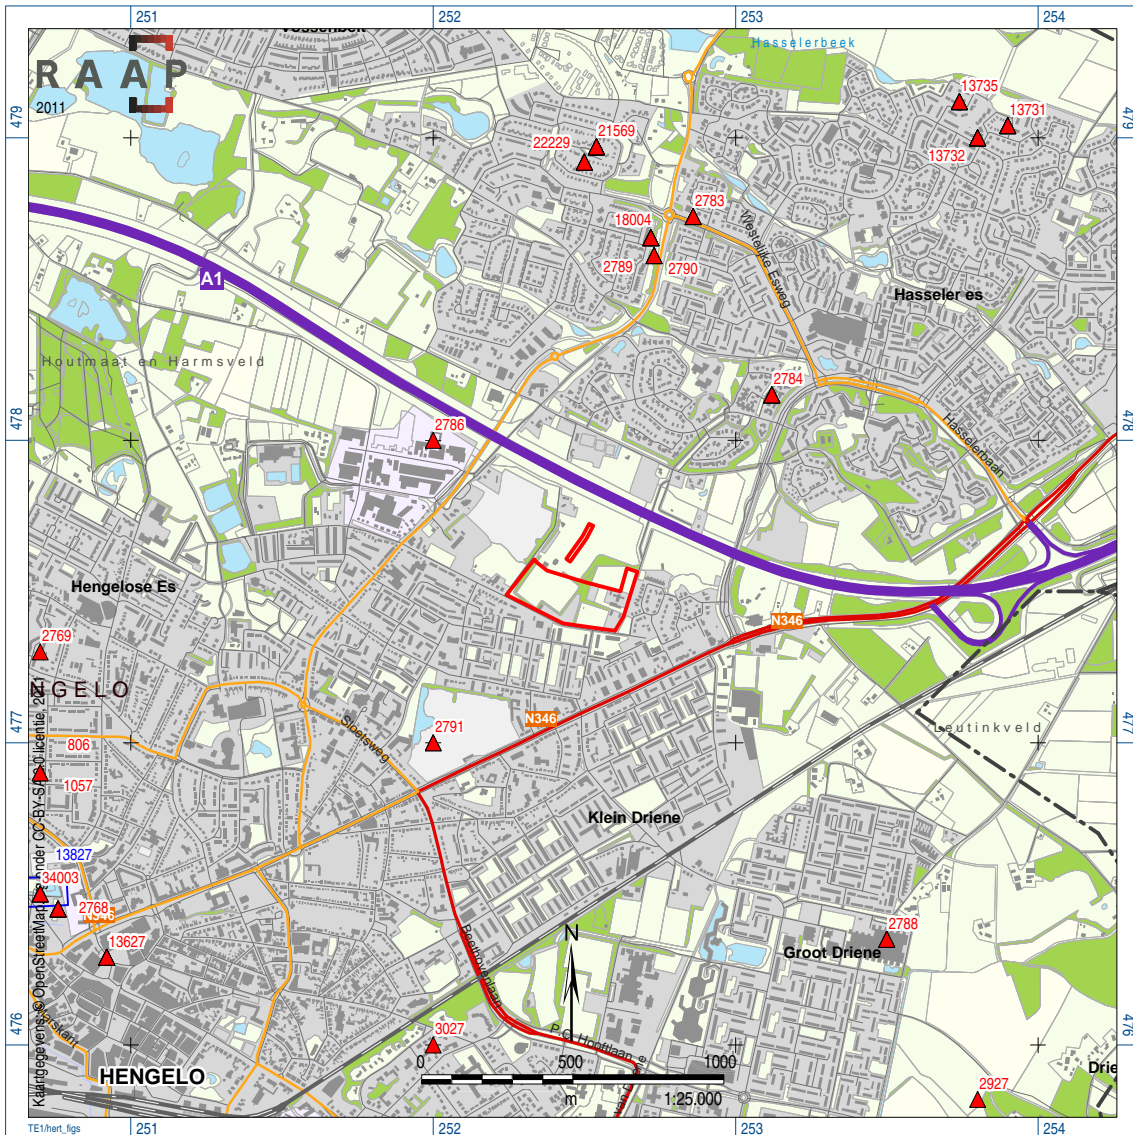 251
252
253
254
Vossenbelt
Hasselerbeek
RAAP
2011
13735
13731
13732
479
479
21569
22229
2783
18004
2789
2790
Westelijke Esweg
A1
Hasseler es
Houtmaat en Harmsveld
2784
2786
478
478
Hasselerbaan
Hengelose Es
N346
2769
NGELO
N346
Sloetsweg
2791
Leutinkveld
477
477
806
1057
Klein Driene
13827
34003
2768
N346
13627
2788
Groot Driene
Beethovenlaan
N
P.C. Hooftlaan
476
476
3027
0
500
1000
m
1:25.000
HENGELO
Drie
2927
TE1/hert_figs
251
252
253
254